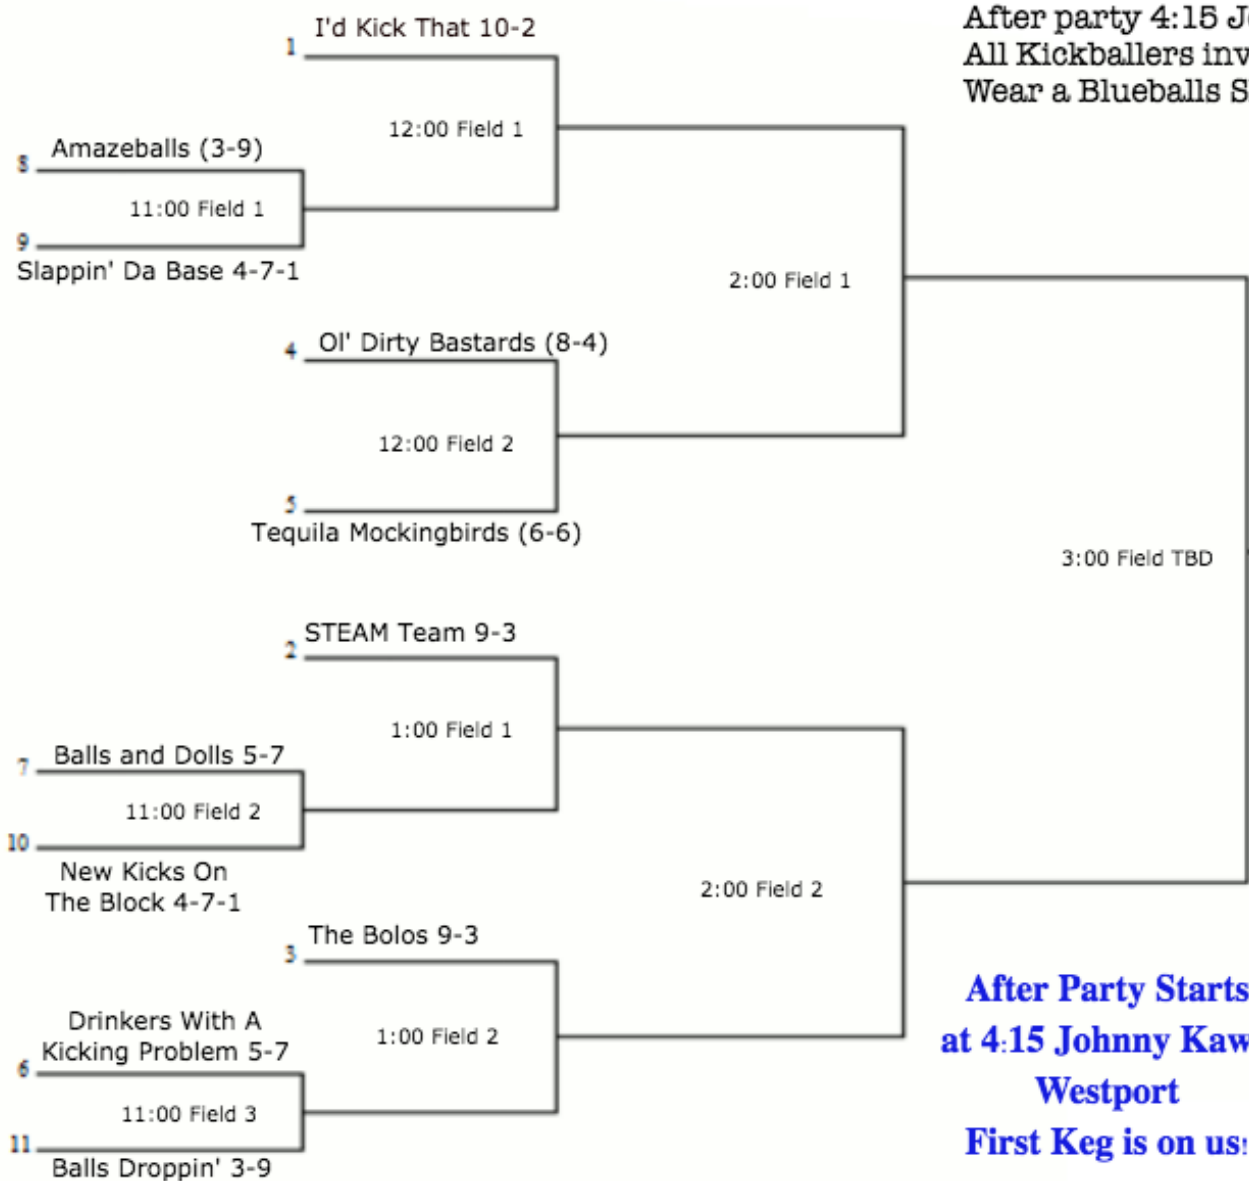 After party 4:15
All Kickballers
Wear a Blueballs
I'd Kick That 10-2
1
12:00 Field 1
Amazeballs (3-9)
8
11:00 Field 1
9
Slappin' Da Base 4-7-1
2:00 Field 1
Ol' Dirty Bastards (8-4)
4
12:00 Field 2
5
Tequila Mockingbirds (6-6)
3:00 Field TBD
STEAM Team 9-3
2
1:00 Field 1
Balls and Dolls 5-7
7
11:00 Field 2
10
New Kicks On
The Block 4-7-1
2:00 Field 2
The Bolos 9-3
3
Drinkers With A
Kicking Problem 5-7
1:00 Field 2
6
11:00 Field 3
11
Balls Droppin' 3-9
After Party Starts
at 4:15 Johnny Kaw
Westport
First Keg is on us!